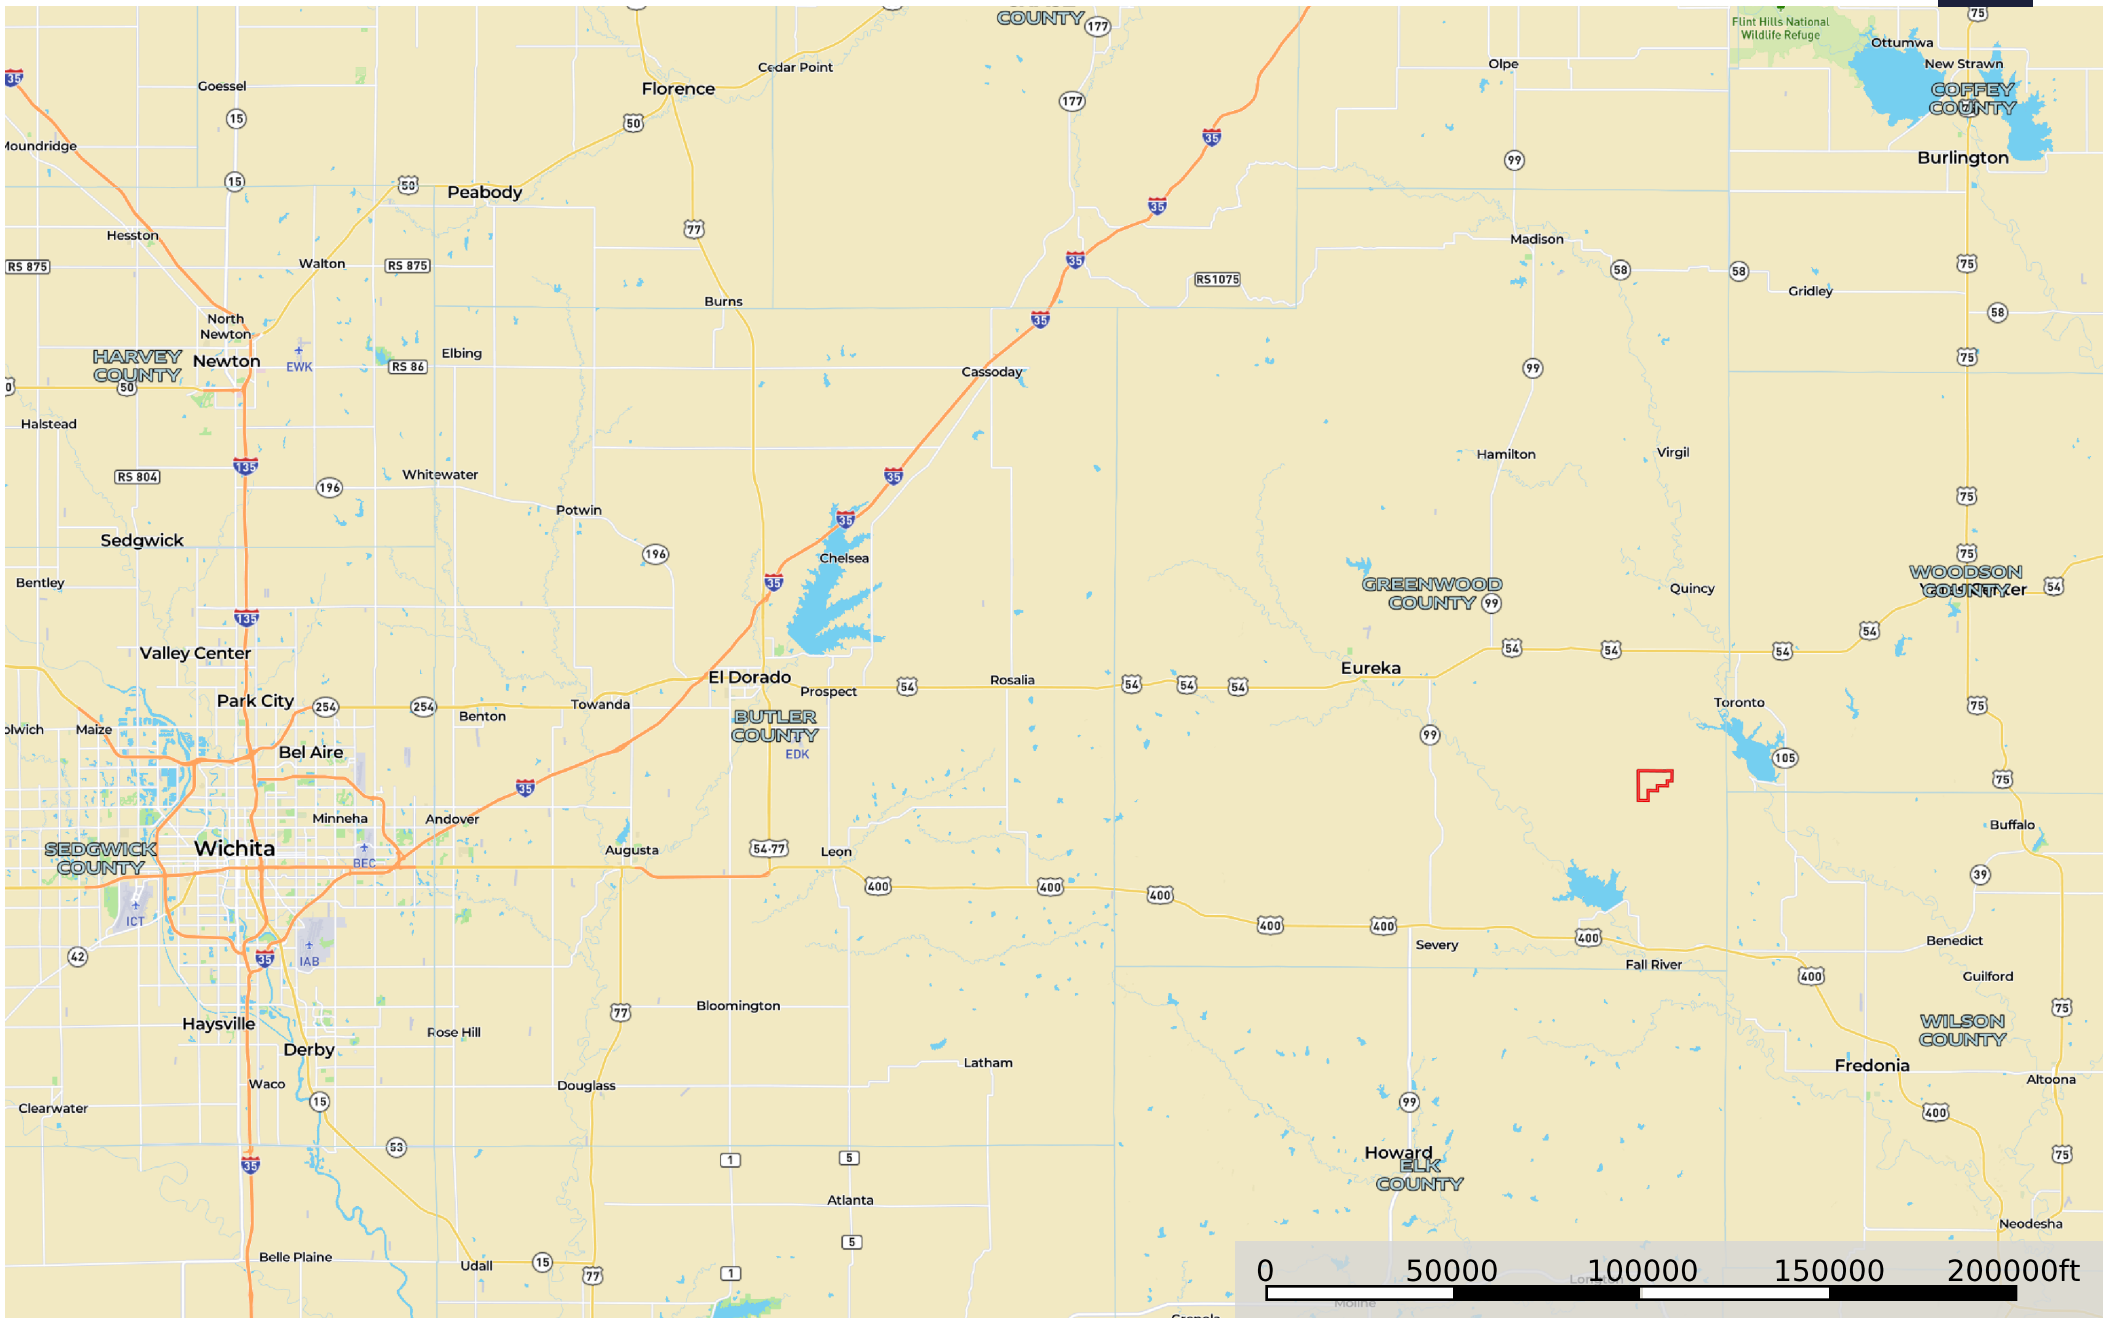 COUNTY
177
75
Flint Hills National
Wildlife Refuge
Ottumwa
35
Goessel
Cedar Point
Florence
Olpe
New Strawn
COFFEY
COUNTY
15
50
177
35
Moundridge
15
50
Peabody
99
Burlington
Hesston
77
35
Madison
RS 875
Walton
RS 875
35
RS1075
58
58
75
Gridley
Burns
58
North
Newton
35
HARVEY
COUNTY
Newton
EWK
50
RS 86
Elbing
Cassoday
99
75
Halstead
135
RS 804
196
Whitewater
35
Hamilton
Virgil
75
Potwin
35
Sedgwick
196
Chelsea
75
Bentley
35
GREENWOOD
COUNTY
99
Quincy
WOODSON
COUNTY
54
135
Valley Center
54
54
54
54
Eureka
El Dorado
Prospect
54
Rosalia
54
54
54
Park City
254
254
Benton
Towanda
Toronto
75
Maize
BUTLER
COUNTY
EDK
Bel Aire
99
105
35
75
Minneha
Andover
Buffalo
SEDGWICK
COUNTY
Wichita
BEC
Augusta
54-77
Leon
400
400
400
39
ICT
400
400
400
Severy
Benedict
42
35
IAB
Fall River
400
Guilford
77
Bloomington
75
Haysville
Rose Hill
WILSON
COUNTY
Derby
Latham
Fredonia
Waco
Douglass
Altoona
Clearwater
15
99
400
53
35
1
5
Howard
ELK
COUNTY
75
Atlanta
5
Neodesha
Belle Plaine
Udall
15
77
1
0
50000
100000
150000
200000ft
Moline